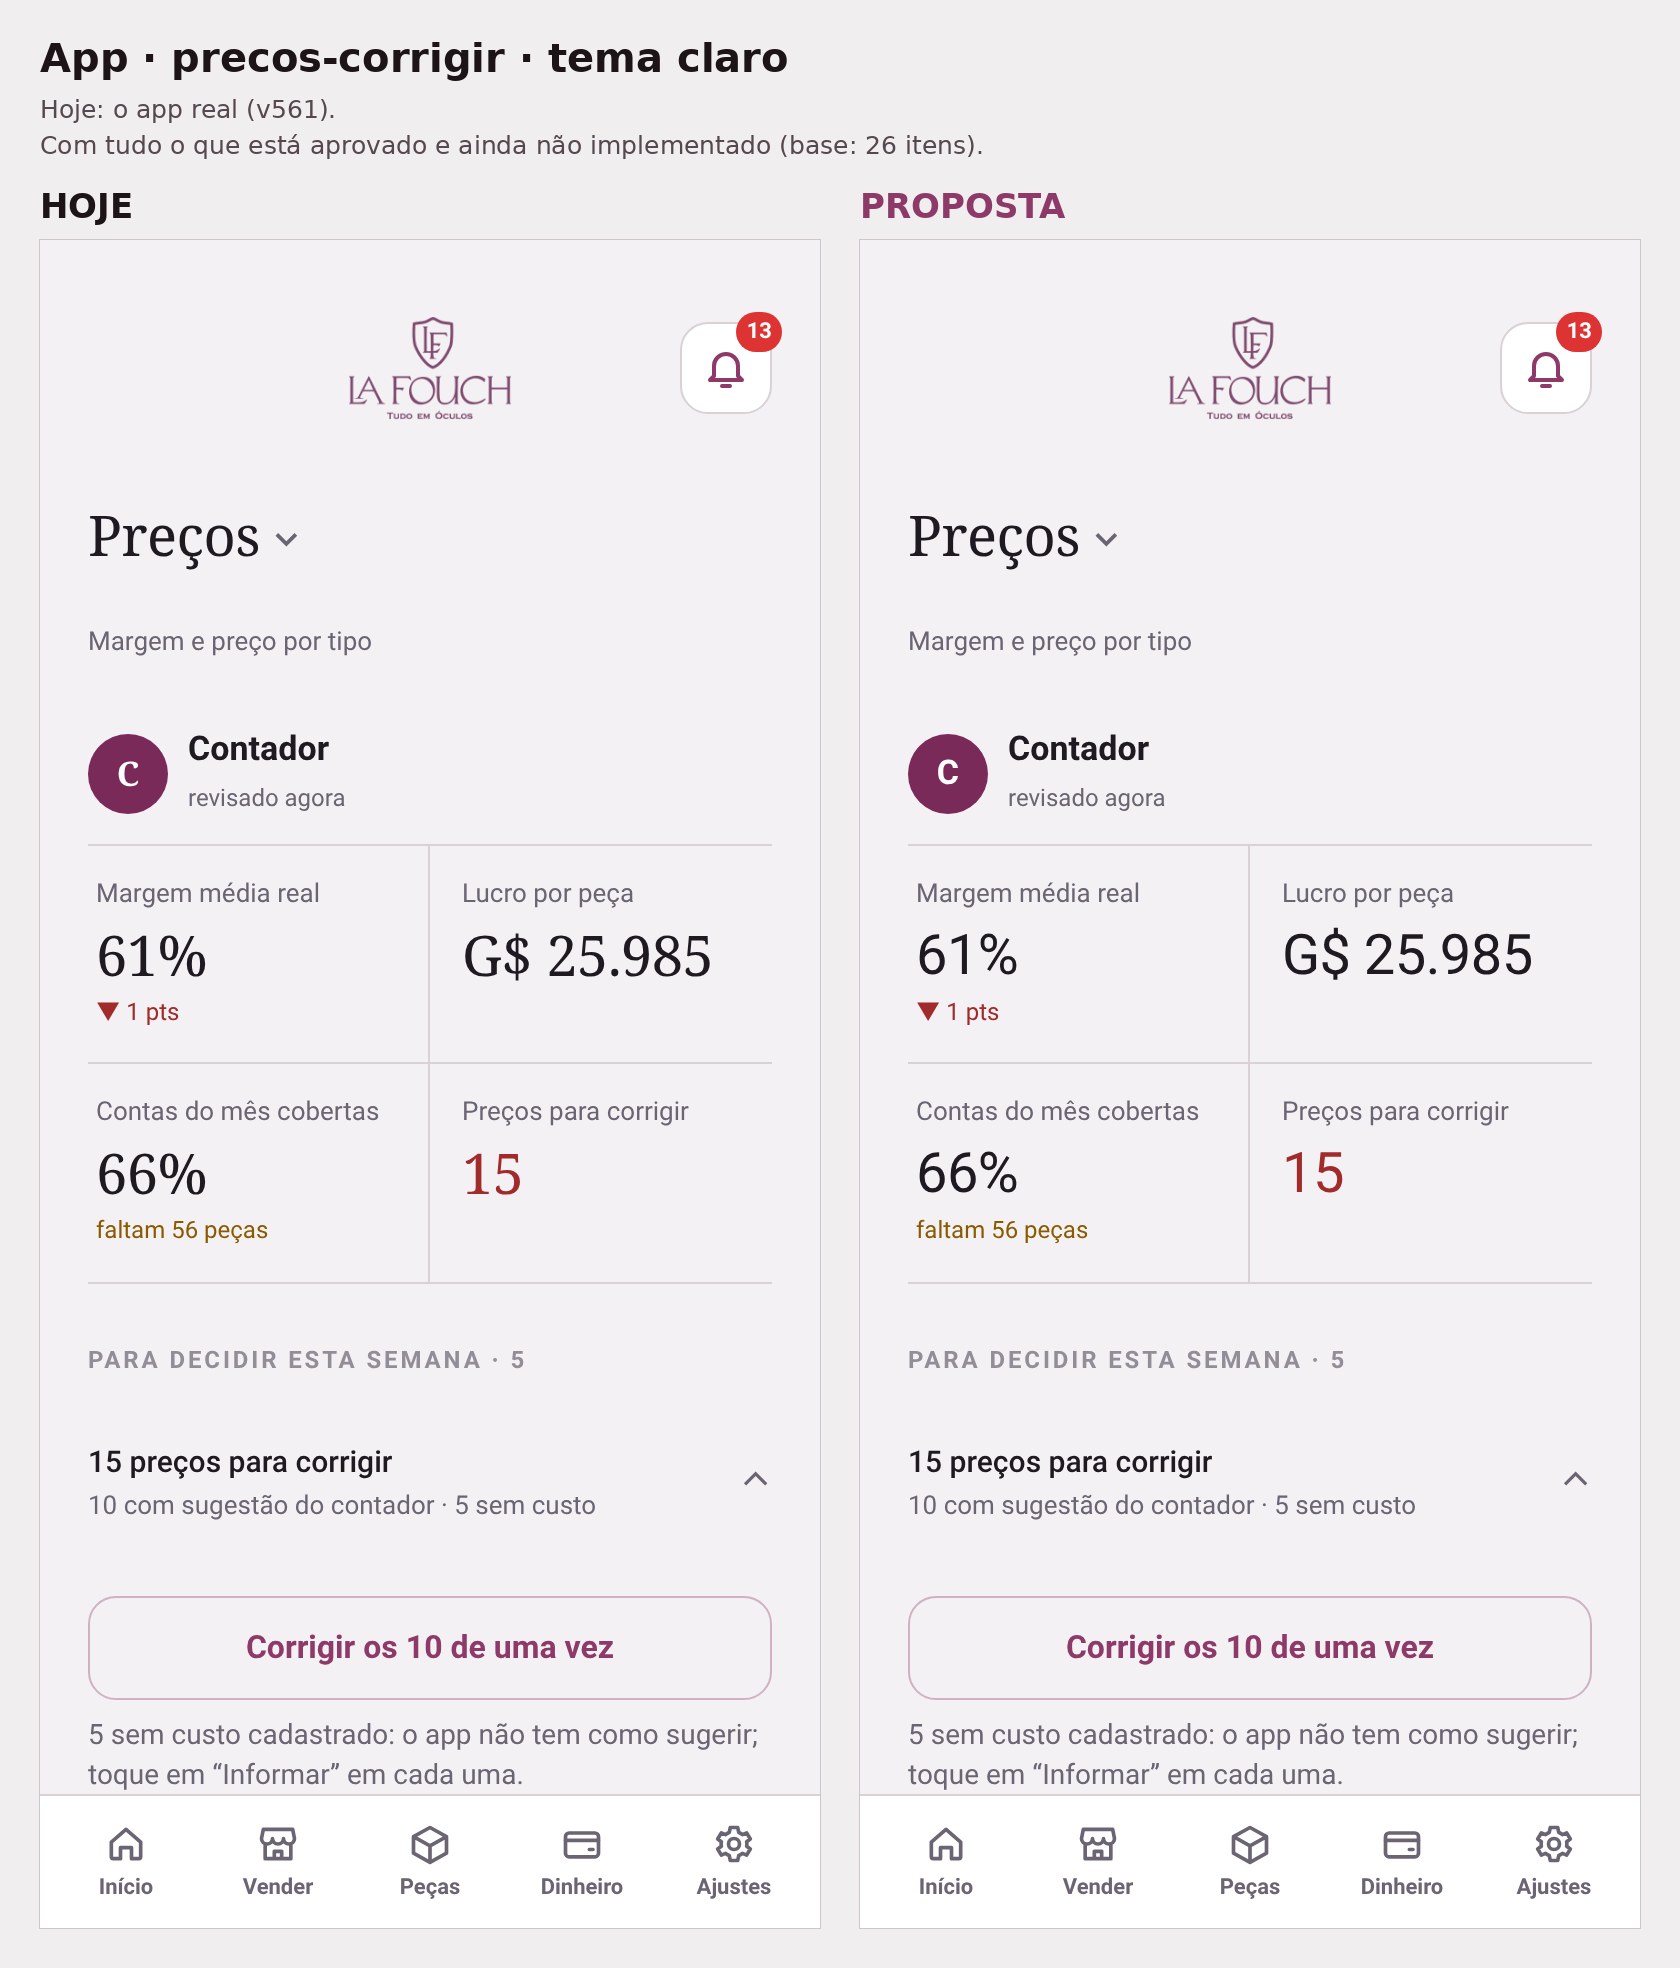 App · precos-corrigir · tema claro
Hoje: o app real (v561).
Com tudo o que está aprovado e ainda não implementado (base: 26 itens).
HOJE
LF
LA FOUCH
TUDO EM ÓCULOS
13
Preços
Margem e preço por tipo
C
Contador
revisado agora
Margem média real
61%
▼ 1 pts
Lucro por peça
G$ 25.985
Contas do mês cobertas
66%
faltam 56 peças
Preços para corrigir
15
PARA DECIDIR ESTA SEMANA · 5
15 preços para corrigir
10 com sugestão do contador · 5 sem custo
Corrigir os 10 de uma vez
5 sem custo cadastrado: o app não tem como sugerir;
toque em “Informar” em cada uma.
Início
Vender
Peças
Dinheiro
Ajustes
PROPOSTA
LF
LA FOUCH
TUDO EM ÓCULOS
13
Preços
Margem e preço por tipo
C
Contador
revisado agora
Margem média real
61%
▼ 1 pts
Lucro por peça
G$ 25.985
Contas do mês cobertas
66%
faltam 56 peças
Preços para corrigir
15
PARA DECIDIR ESTA SEMANA · 5
15 preços para corrigir
10 com sugestão do contador · 5 sem custo
Corrigir os 10 de uma vez
5 sem custo cadastrado: o app não tem como sugerir;
toque em “Informar” em cada uma.
Início
Vender
Peças
Dinheiro
Ajustes